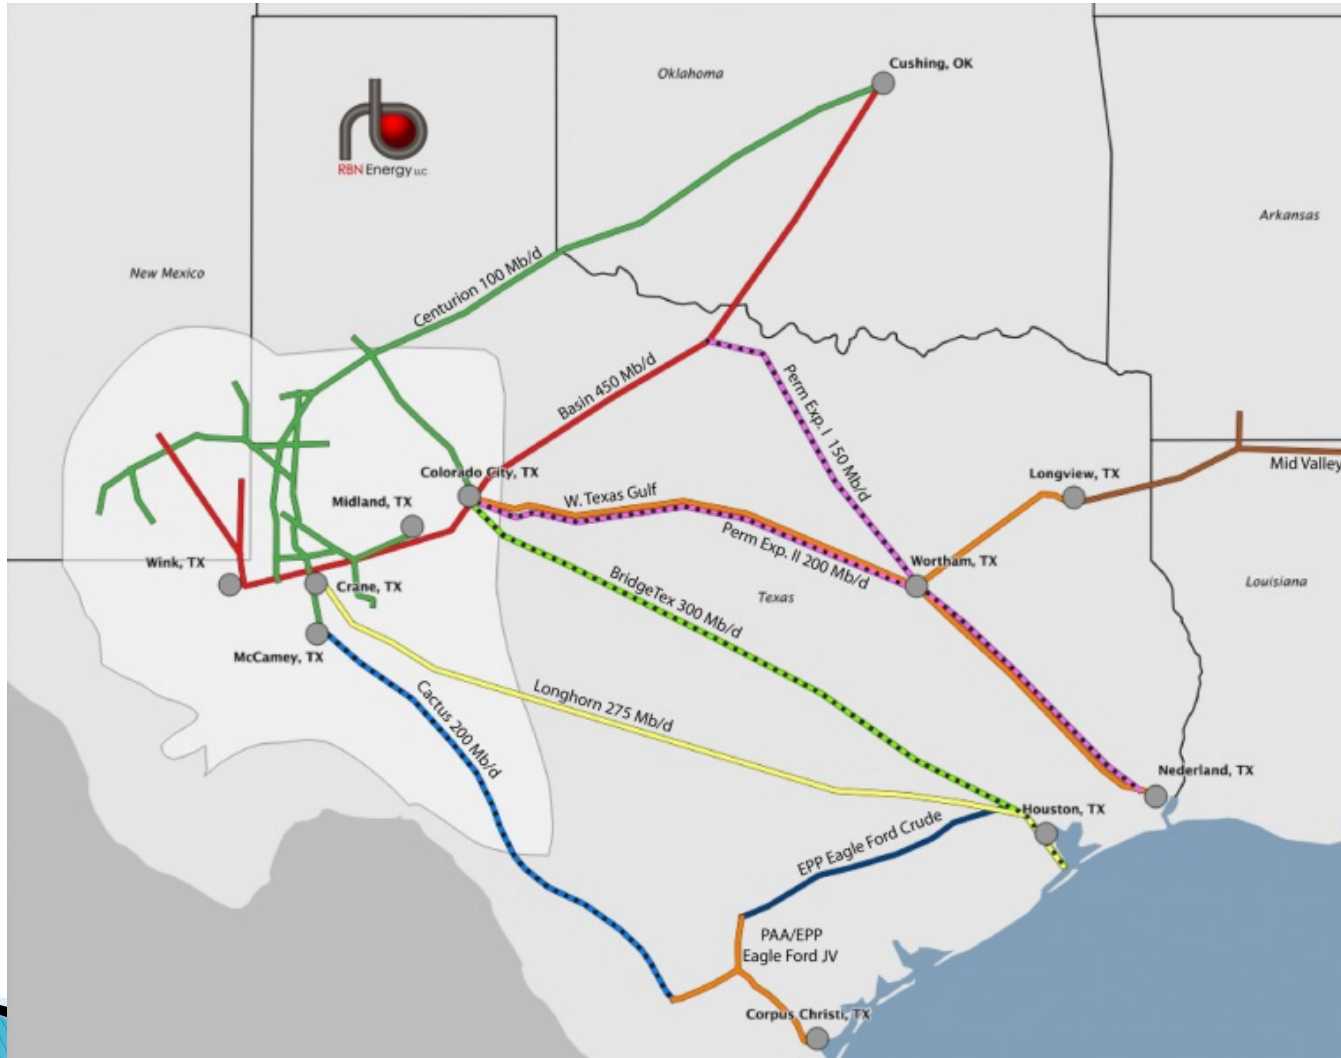 Cushing, OK
Oklahoma
RBN Energy LLC
Arkansas
New Mexico
Centurion 100 Mb/d
Basin 450 Mb/d
Perm Exp. I 150 Mb/d
Colorado City, TX
Longview, TX
Mid Valley
Midland, TX
W. Texas Gulf
Perm Exp. II 200 Mb/d
Wortham, TX
Wink, TX
Crane, TX
BridgeTex 300 Mb/d
Texas
Louisiana
McCamey, TX
Cactus 200 Mb/d
Longhorn 275 Mb/d
Nederland, TX
Houston, TX
EPP Eagle Ford Crude
PAA/EPP
Eagle Ford JV
Corpus Christi, TX